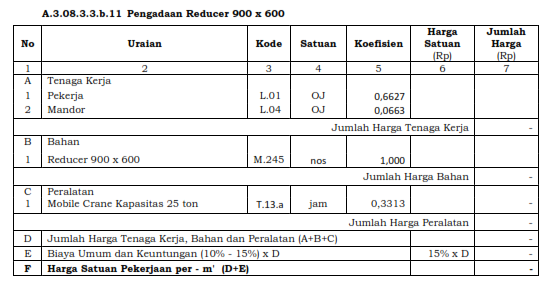 A.3.08.3.3.b.11 Pengadaan Reducer 900 x 600
No Uraian Kode Satuan Koefisien Harga Satuan (Rp) Jumlah Harga (Rp)
1 2 3 4 5 6 7
A Tenaga Kerja
1 Pekerja L.01 OJ 0,6627
2 Mandor L.04 OJ 0,0663
Jumlah Harga Tenaga Kerja -
B Bahan
1 Reducer 900 x 600 M.245 nos 1,000
Jumlah Harga Bahan -
C Peralatan
1 Mobile Crane Kapasitas 25 ton T.13.a jam 0,3313
Jumlah Harga Peralatan -
D Jumlah Harga Tenaga Kerja, Bahan dan Peralatan (A+B+C) -
E Biaya Umum dan Keuntungan (10% - 15%) x D 15% x D -
F Harga Satuan Pekerjaan per - m' (D+E) -